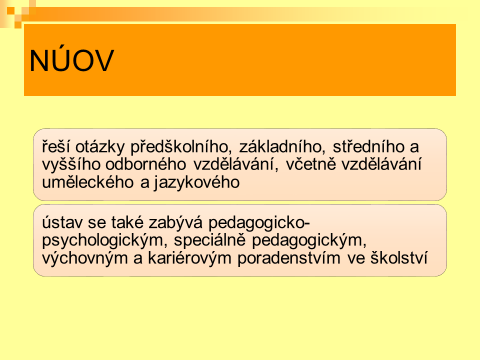 NÚOV
řeší otázky předškolního, základního, středního a
vyššího odborného vzdělávání, včetně vzdělávání
uměleckého a jazykového
ústav se také zabývá pedagogicko-
psychologickým, speciálně pedagogickým,
výchovným a kariérovým poradenstvím ve školství